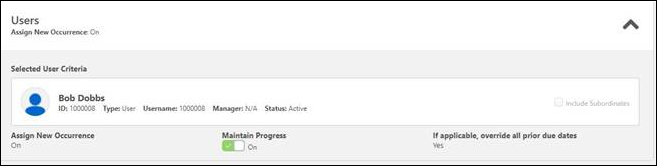 Users
Assign New Occurrence: On
Selected User Criteria
Bob Dobbs
ID: 1000008 Type: User Username: 1000008 Manager: N/A Status: Active
Include Subordinates
Assign New Occurrence Maintain Progress If applicable, override all prior due dates
On On Yes